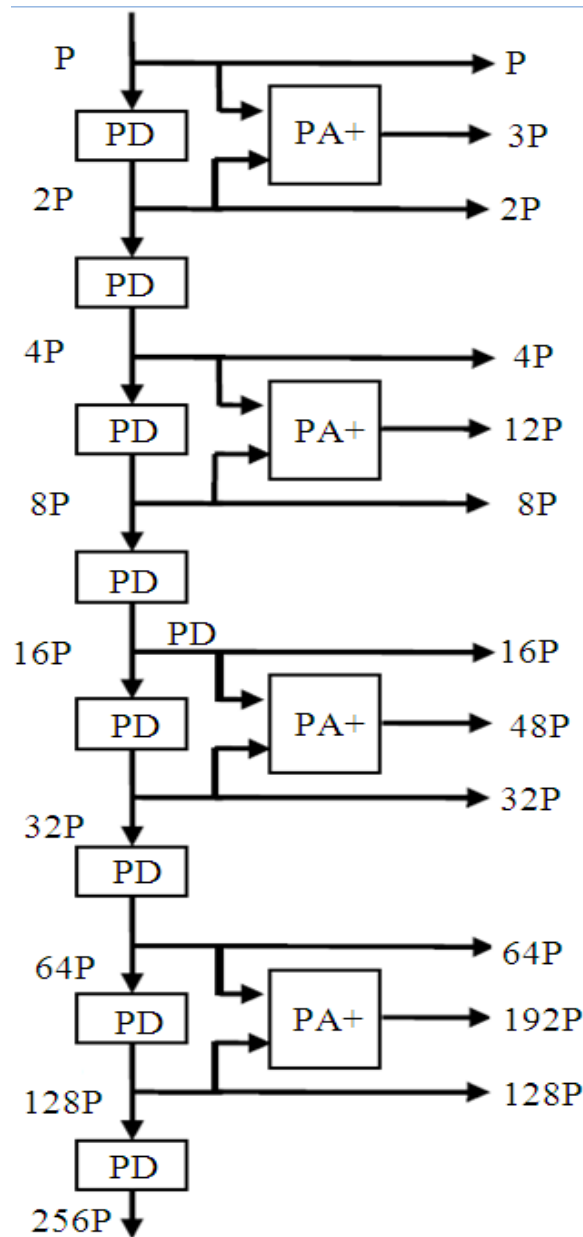 P P
PD PA+ 3P
2P 2P
PD
4P 4P
PD PA+ 12P
8P 8P
PD
16P PD 16P
PD PA+ 48P
32P 32P
PD
64P 64P
PD PA+ 192P
128P 128P
PD
256P